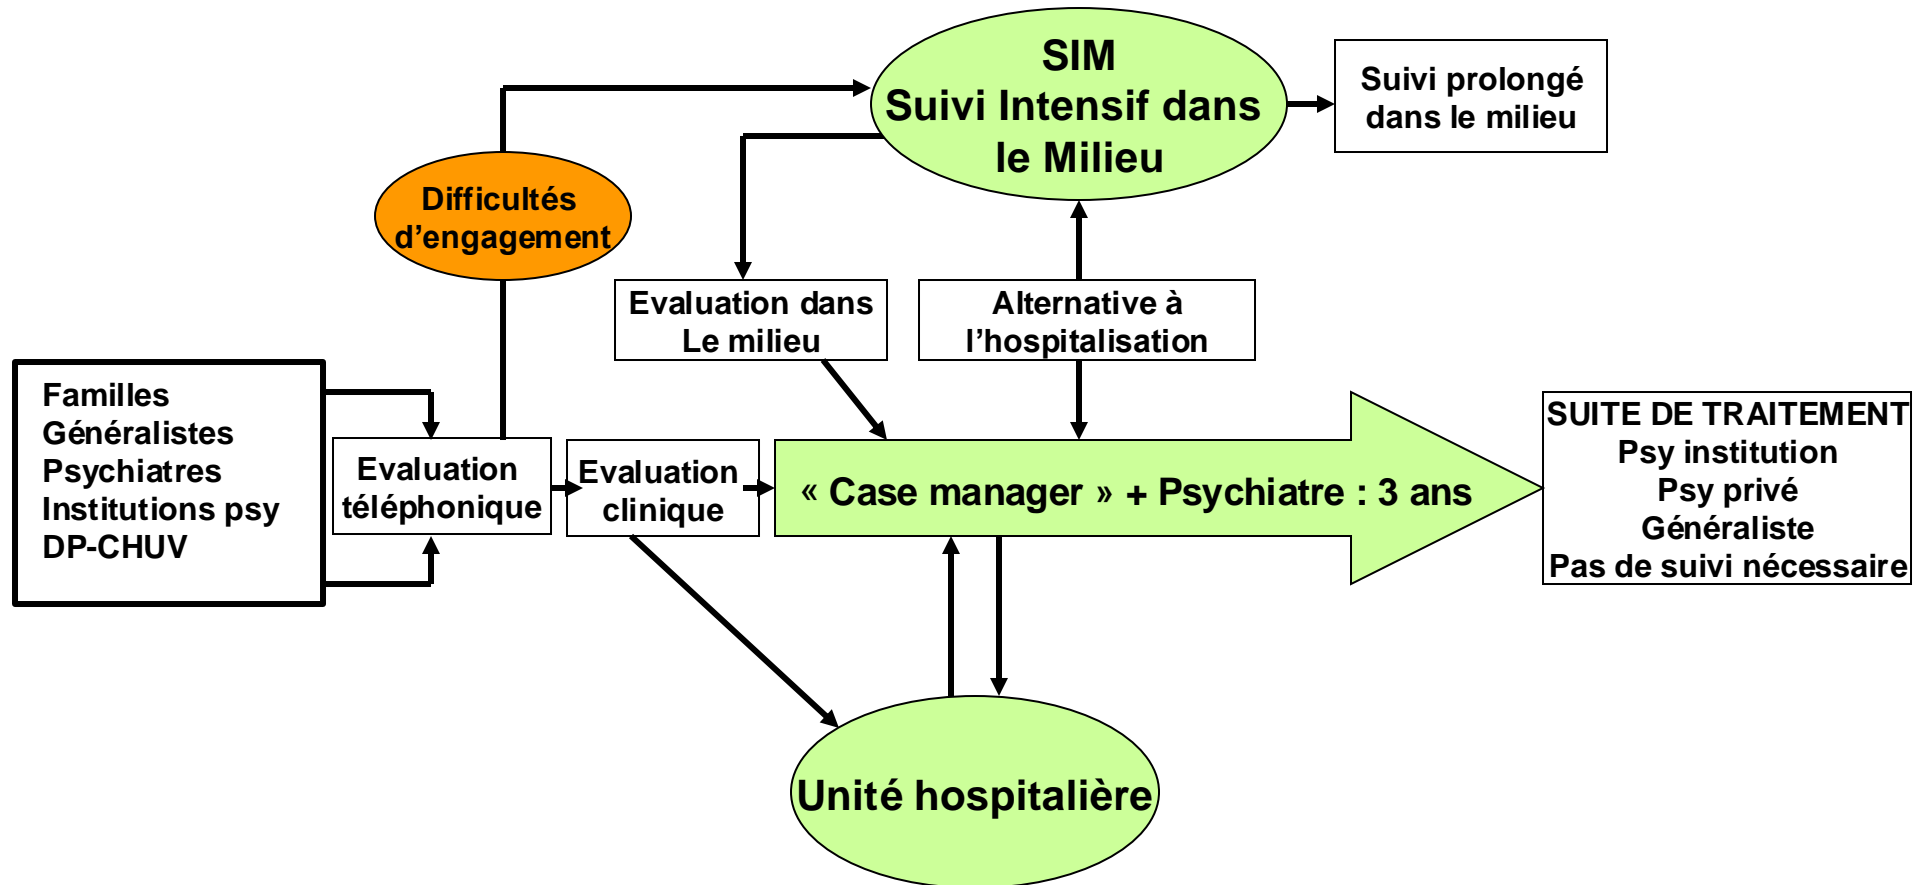 SIM
Suivi Intensif dans
le Milieu
Suivi prolongé
dans le milieu
Difficultés
d'engagement
Evaluation dans
Le milieu
Alternative à
l’hospitalisation
Familles
Généralistes
Psychiatres
Institutions psy
DP-CHUV
Evaluation
téléphonique
Evaluation
clinique
« Case manager » + Psychiatre : 3 ans
SUITE DE TRAITEMENT
Psy institution
Psy privé
Généraliste
Pas de suivi nécessaire
Unité hospitalière